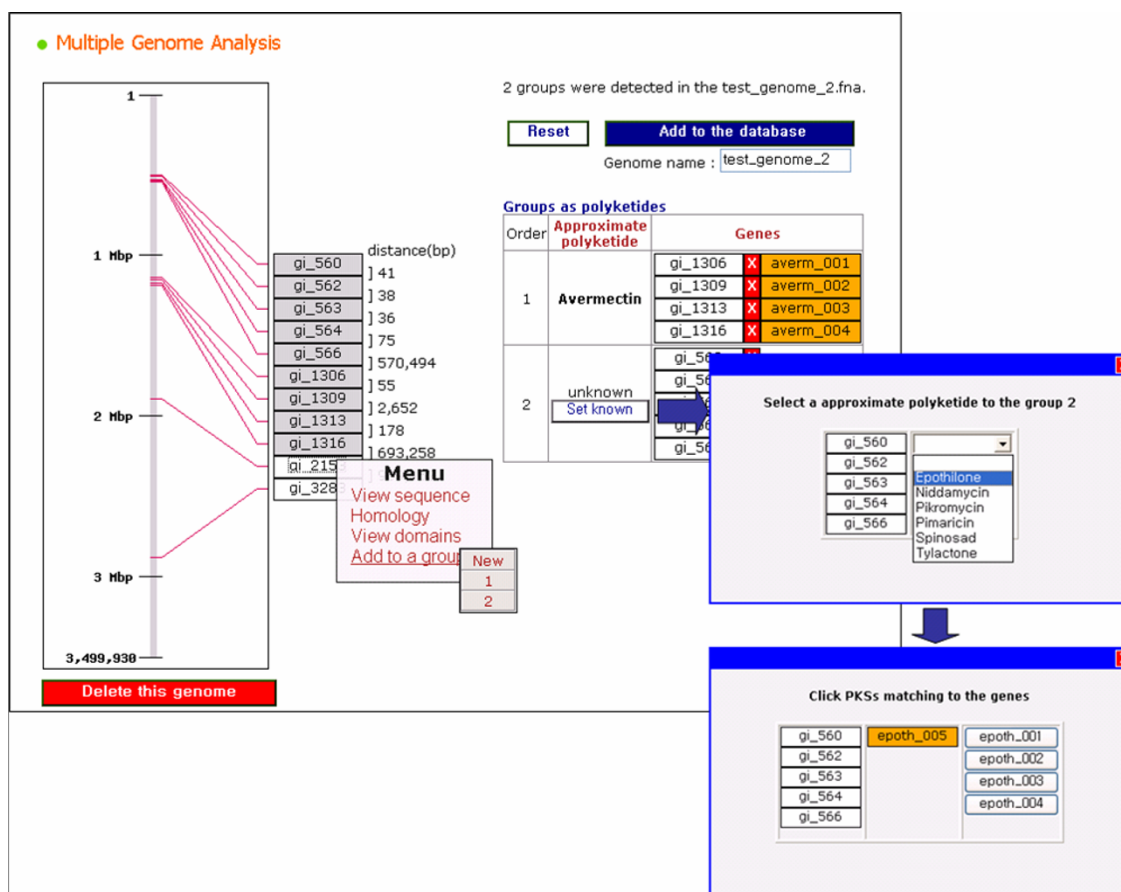 Multiple Genome Analysis
1
1 Mbp
2 Mbp
3 Mbp
3,499,930
Delete this genome
distance(bp)
gi_560
] 41
gi_562
] 38
gi_563
] 36
gi_564
] 75
gi_566
] 570,494
gi_1306
] 55
gi_1309
] 2,652
gi_1313
] 178
gi_1316
] 693,258
gi_2153
gi_3283
Menu
View sequence
Homology
View domains
Add to a group
New
1
2
2 groups were detected in the test_genome_2.fna.
Reset
Add to the database
Genome name : test_genome_2
Groups as polyketides
Order Approximate polyketide Genes
1 Avermectin
gi_1306 X averm_001
gi_1309 X averm_002
gi_1313 X averm_003
gi_1316 X averm_004
2 unknown
Set known
Select a approximate polyketide to the group 2
gi_560
gi_562
gi_563
gi_564
gi_566
Epothilone
Niddamycin
Pikromycin
Pimaricin
Spinosad
Tylactone
Click PKSs matching to the genes
gi_560 epoth_005 epoth_001
gi_562 epoth_002
gi_563 epoth_003
gi_564 epoth_004
gi_566